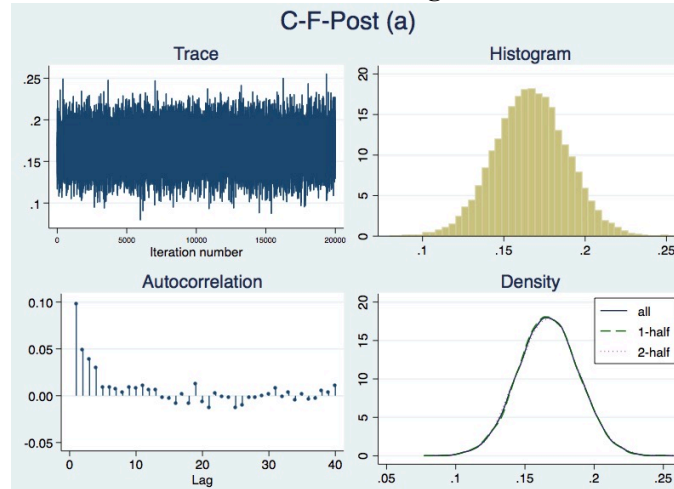 C-F-Post (a)
Trace
.25
.2
.15
.1
0 5000 10000 15000 20000
Iteration number
Histogram
20
15
10
5
0
.1 .15 .2 .25
Autocorrelation
0.10
0.05
0.00
-0.05
0 10 20 30 40
Lag
Density
20
15
10
5
0
all
1-half
2-half
.05 .1 .15 .2 .25